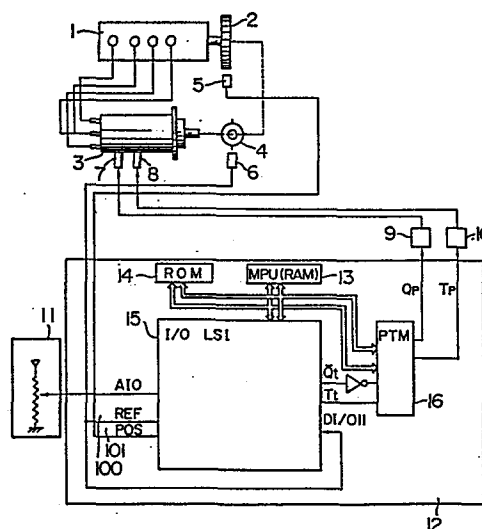 1
2
5
3
7
8
4
6
9
10
14
ROM
MPU(RAM)
13
QP
TP
11
15
I/O LSI
PTM
AIO
Qt
Tt
16
REF
DI/OII
POS
100
101
12